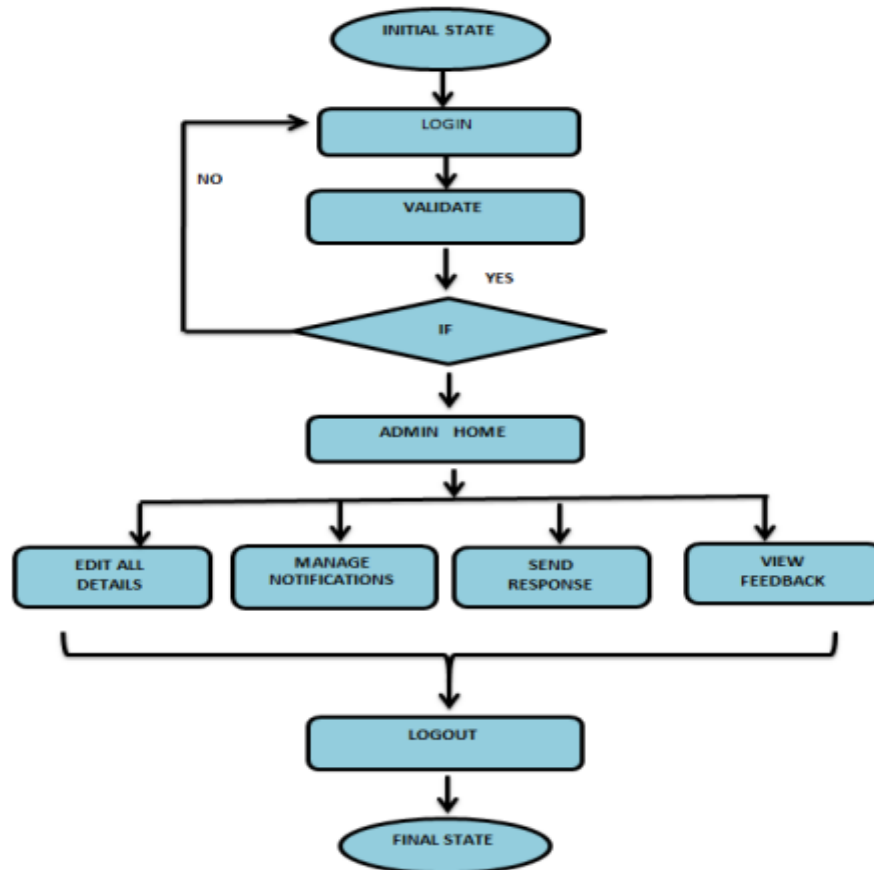 INITIAL STATE
LOGIN
NO
VALIDATE
YES
IF
ADMIN HOME
EDIT ALL
DETAILS
MANAGE
NOTIFICATIONS
SEND
RESPONSE
VIEW
FEEDBACK
LOGOUT
FINAL STATE